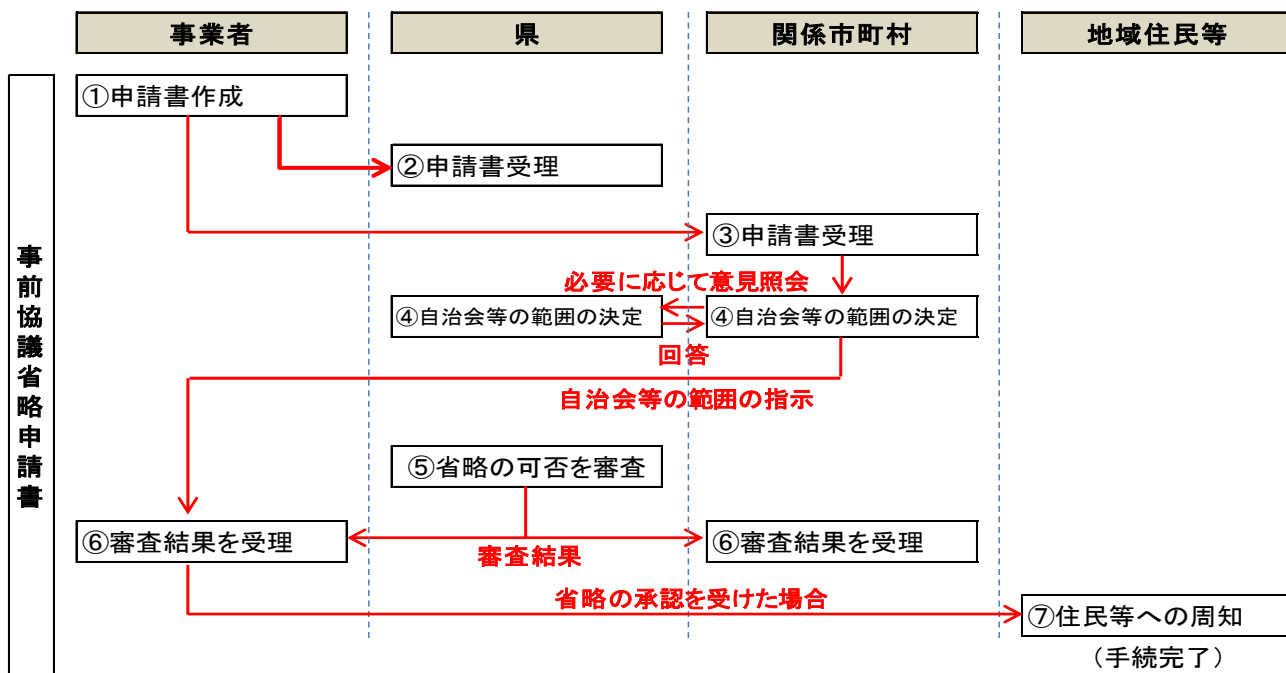 事業者
県
関係市町村
地域住民等
事前協議省略申請書
①申請書作成
②申請書受理
③申請書受理
必要に応じて意見照会
④自治会等の範囲の決定
④自治会等の範囲の決定
回答
自治会等の範囲の指示
⑤省略の可否を審査
⑥審査結果を受理
審査結果
⑥審査結果を受理
省略の承認を受けた場合
⑦住民等への周知
（手続完了）